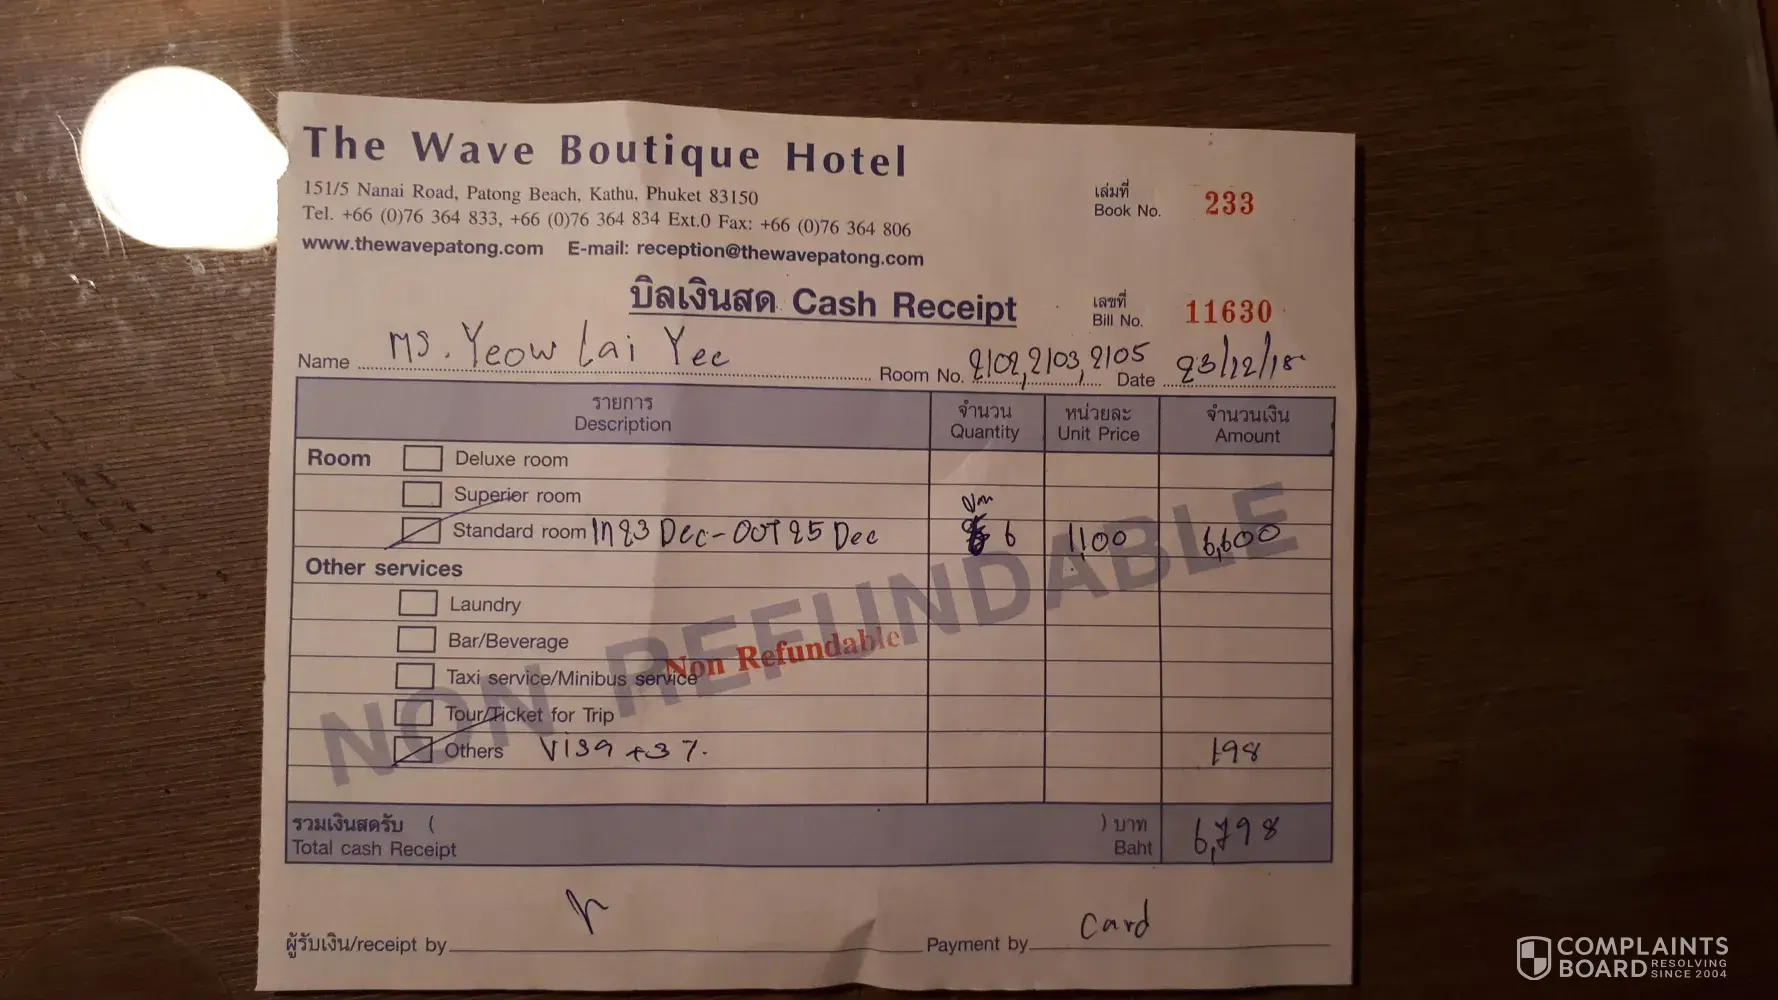 The Wave Boutique Hotel
151/5 Nanai Road, Patong Beach, Kathu, Phuket 83150
Tel. +66 (0)76 364 833, +66 (0)76 364 834 Ext.0 Fax: +66 (0)76 364 806
www.thewavepatong.com E-mail: reception@thewavepatong.com
เล่มที่
Book No. 233
บิลเงินสด Cash Receipt
เลขที่
Bill No. 11630
Name Ms. Yeow Lai Yee Room No. 2102, 2103, 2105 Date 23/12/18
รายการ จำนวน หน่วยละ จำนวนเงิน
Description Quantity Unit Price Amount
Room Deluxe room
Superior room
Standard room In 23 Dec - OUT 25 Dec 6 1,100 6,600
Other services
Laundry
Bar/Beverage
Taxi service/Minibus service
Tour/Ticket for Trip
Others Visa +3%. 198
NON REFUNDABLE
Non Refundable
รวมเงินสดรับ ( ) บาท
Total cash Receipt Baht 6,798
ผู้รับเงิน/receipt by Payment by Card
COMPLAINTS
BOARD RESOLVING
SINCE 2004